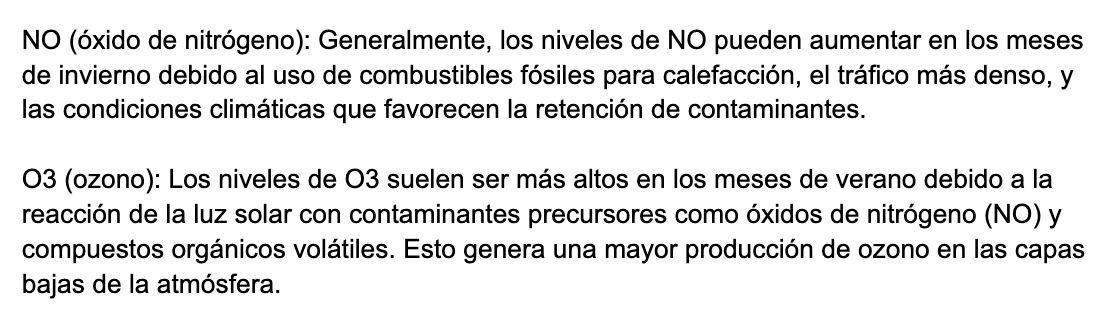 NO (óxido de nitrógeno): Generalmente, los niveles de NO pueden aumentar en los meses
de invierno debido al uso de combustibles fósiles para calefacción, el tráfico más denso, y
las condiciones climáticas que favorecen la retención de contaminantes.
O3 (ozono): Los niveles de O3 suelen ser más altos en los meses de verano debido a la
reacción de la luz solar con contaminantes precursores como óxidos de nitrógeno (NO) y
compuestos orgánicos volátiles. Esto genera una mayor producción de ozono en las capas
bajas de la atmósfera.